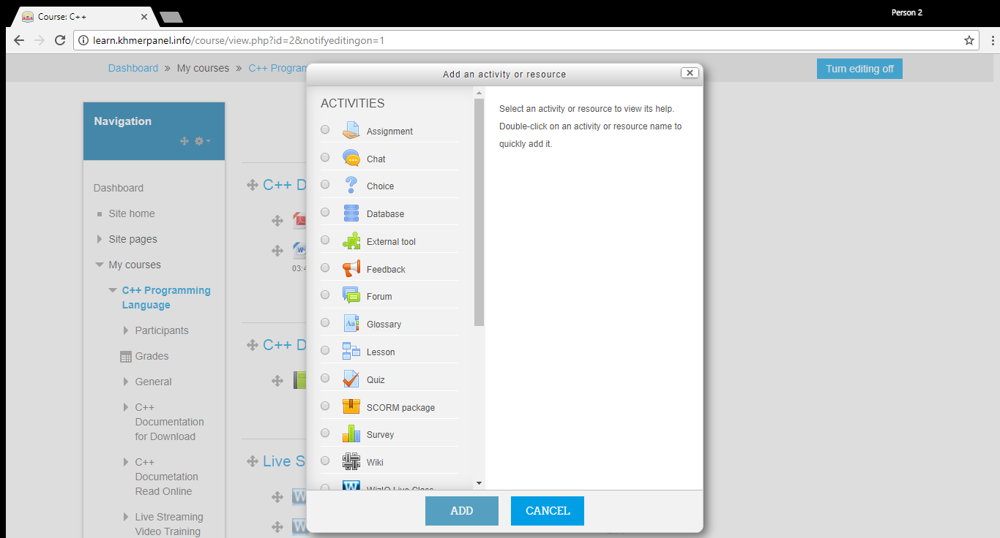 Course: C++
Person 2
learn.khmerpanel.info/course/view.php?id=2&notifyeditingon=1
Dashboard » My courses » C++ Program
Turn editing off
Navigation
Dashboard
Site home
Site pages
My courses
C++ Programming
Language
Participants
Grades
General
C++
Documentation
for Download
C++
Documetation
Read Online
Live Streaming
Video Training
C++ D
03:4
C++ D
Live S
Add an activity or resource
ACTIVITIES
Assignment
Chat
Choice
Database
External tool
Feedback
Forum
Glossary
Lesson
Quiz
SCORM package
Survey
Wiki
WizIQ Live Class
Select an activity or resource to view its help.
Double-click on an activity or resource name to
quickly add it.
ADD
CANCEL